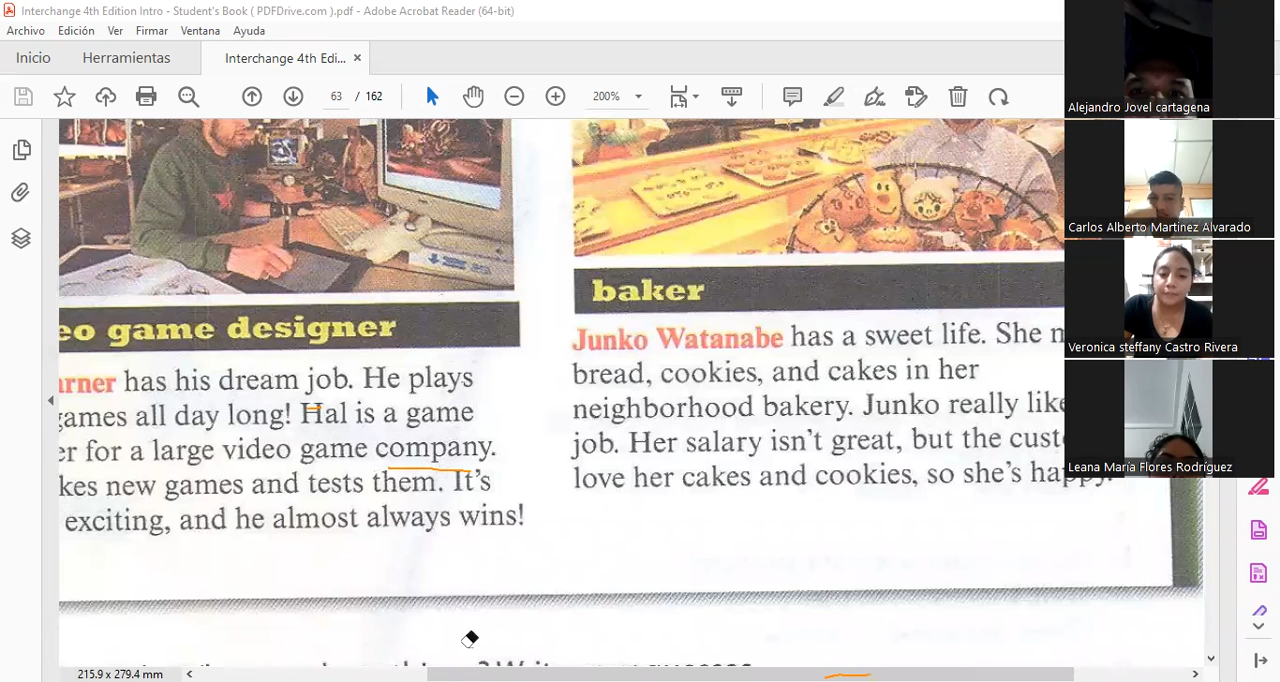 Interchange 4th Edition Intro - Student's Book ( PDFDrive.com ).pdf - Adobe Acrobat Reader (64-bit)
Archivo Edición Ver Firmar Ventana Ayuda
Inicio Herramientas Interchange 4th Edi... ×
63 / 162 200%
eo game designer
arner has his dream job. He plays
games all day long! Hal is a game
er for a large video game company.
kes new games and tests them. It's
exciting, and he almost always wins!
baker
Junko Watanabe has a sweet life. She m
bread, cookies, and cakes in her
neighborhood bakery. Junko really like
job. Her salary isn't great, but the cust
love her cakes and cookies, so she's happy.
Alejandro Jovel cartagena
Carlos Alberto Martinez Alvarado
Veronica steffany Castro Rivera
Leana María Flores Rodríguez
215.9 x 279.4 mm